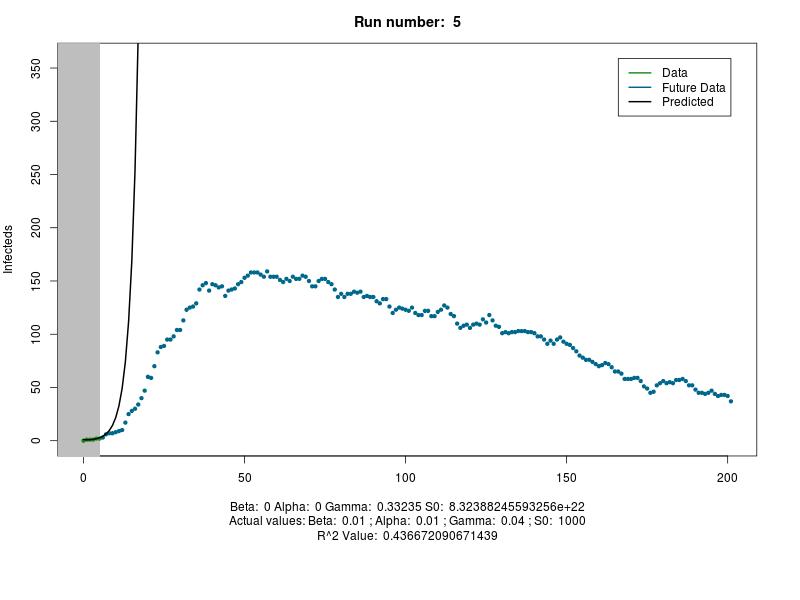 Run number: 5
Data
Future Data
Predicted
350
300
250
200
150
100
50
0
Infecteds
0 50 100 150 200
Beta: 0 Alpha: 0 Gamma: 0.33235 S0: 8.32388245593256e+22
Actual values: Beta: 0.01 ; Alpha: 0.01 ; Gamma: 0.04 ; S0: 1000
R^2 Value: 0.436672090671439